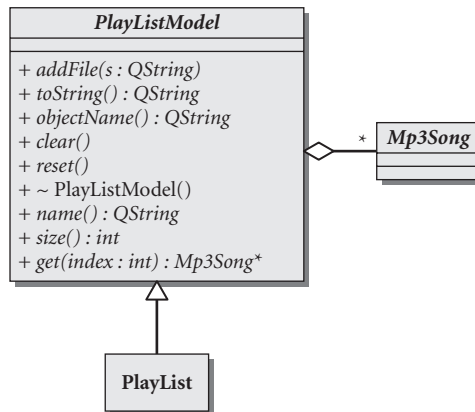 PlayListModel
+ addFile(s : QString)
+ toString() : QString
+ objectName() : QString
+ clear()
+ reset()
+ ~ PlayListModel()
+ name() : QString
+ size() : int
+ get(index : int) : Mp3Song*
*
Mp3Song
PlayList